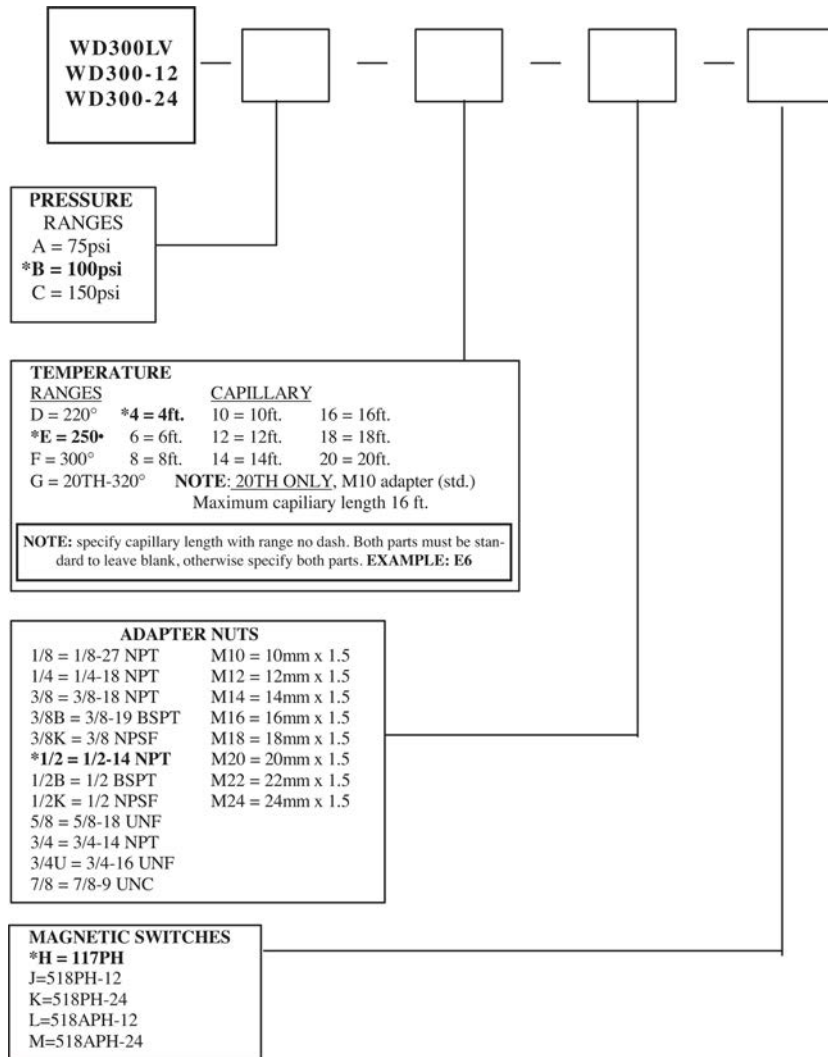 WD300LV
WD300-12
WD300-24
PRESSURE
RANGES
A = 75psi
*B = 100psi
C = 150psi
TEMPERATURE
RANGES CAPILLARY
D = 220° *4 = 4ft. 10 = 10ft. 16 = 16ft.
*E = 250• 6 = 6ft. 12 = 12ft. 18 = 18ft.
F = 300° 8 = 8ft. 14 = 14ft. 20 = 20ft.
G = 20TH-320° NOTE: 20TH ONLY, M10 adapter (std.)
Maximum capiliary length 16 ft.
NOTE: specify capillary length with range no dash. Both parts must be stan-
dard to leave blank, otherwise specify both parts. EXAMPLE: E6
ADAPTER NUTS
1/8 = 1/8-27 NPT M10 = 10mm x 1.5
1/4 = 1/4-18 NPT M12 = 12mm x 1.5
3/8 = 3/8-18 NPT M14 = 14mm x 1.5
3/8B = 3/8-19 BSPT M16 = 16mm x 1.5
3/8K = 3/8 NPSF M18 = 18mm x 1.5
*1/2 = 1/2-14 NPT M20 = 20mm x 1.5
1/2B = 1/2 BSPT M22 = 22mm x 1.5
1/2K = 1/2 NPSF M24 = 24mm x 1.5
5/8 = 5/8-18 UNF
3/4 = 3/4-14 NPT
3/4U = 3/4-16 UNF
7/8 = 7/8-9 UNC
MAGNETIC SWITCHES
*H = 117PH
J=518PH-12
K=518PH-24
L=518APH-12
M=518APH-24